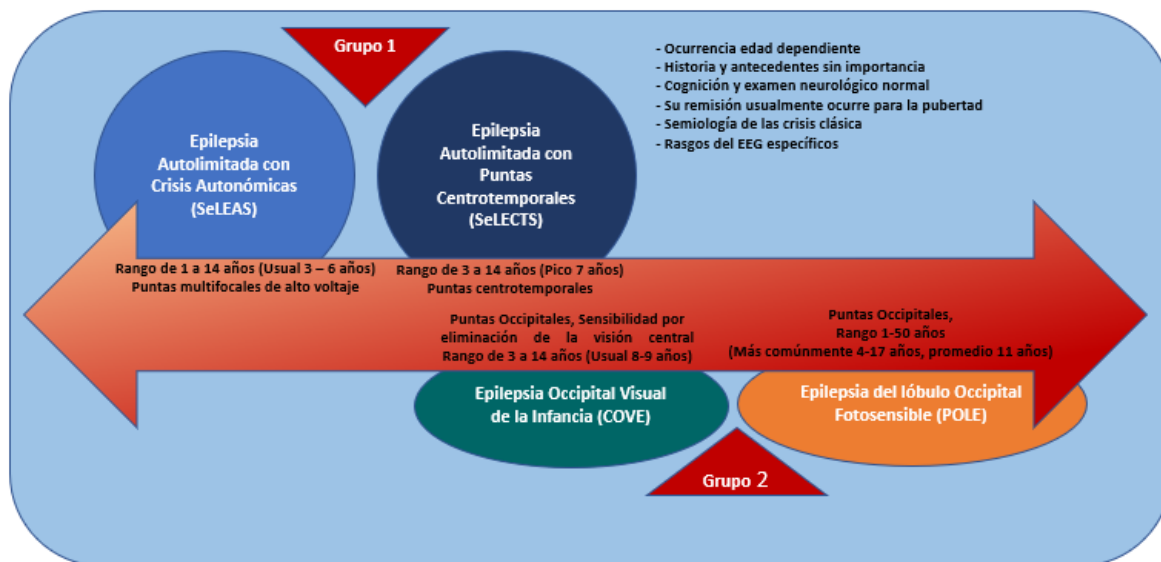 Grupo 1
- Ocurrencia edad dependiente
- Historia y antecedentes sin importancia
- Cognición y examen neurológico normal
- Su remisión usualmente ocurre para la pubertad
- Semiología de las crisis clásica
- Rasgos del EEG específicos
Epilepsia
Autolimitada con
Crisis Autonómicas
(SeLEAS)
Epilepsia
Autolimitada con
Puntas
Centrotemporales
(SeLECTS)
Rango de 1 a 14 años (Usual 3 – 6 años)
Puntas multifocales de alto voltaje
Rango de 3 a 14 años (Pico 7 años)
Puntas centrotemporales
Puntas Occipitales, Sensibilidad por
eliminación de la visión central
Rango de 3 a 14 años (Usual 8-9 años)
Puntas Occipitales,
Rango 1-50 años
(Más comúnmente 4-17 años, promedio 11 años)
Epilepsia Occipital Visual
de la Infancia (COVE)
Epilepsia del lóbulo Occipital
Fotosensible (POLE)
Grupo 2